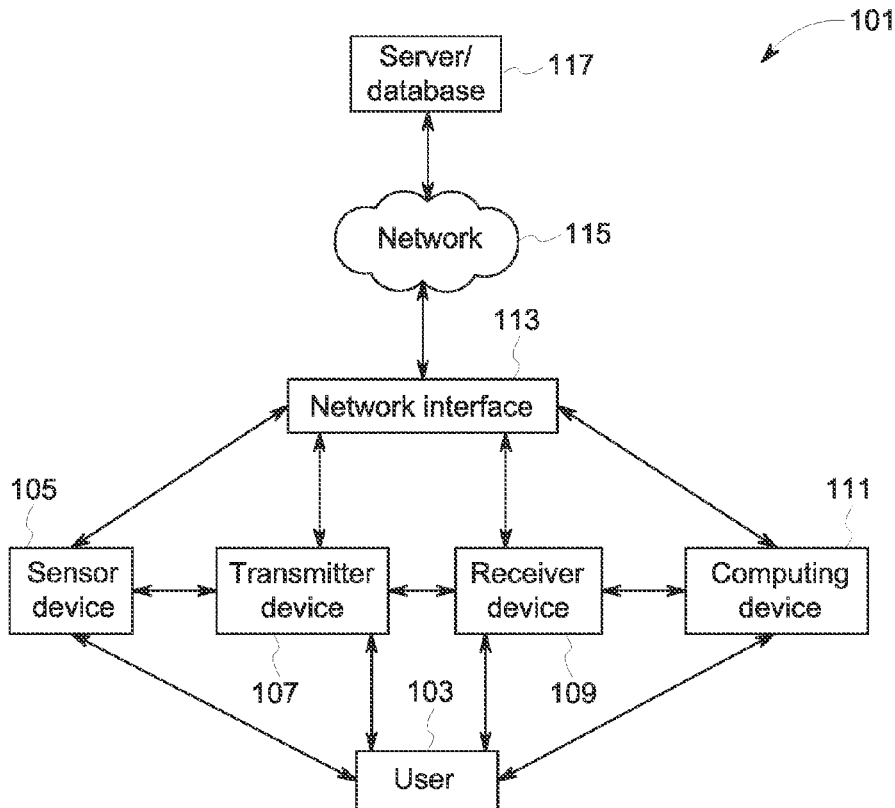 101
Server/
database
117
Network
115
113
Network interface
105
111
Sensor
device
Transmitter
device
Receiver
device
Computing
device
107
103
109
User